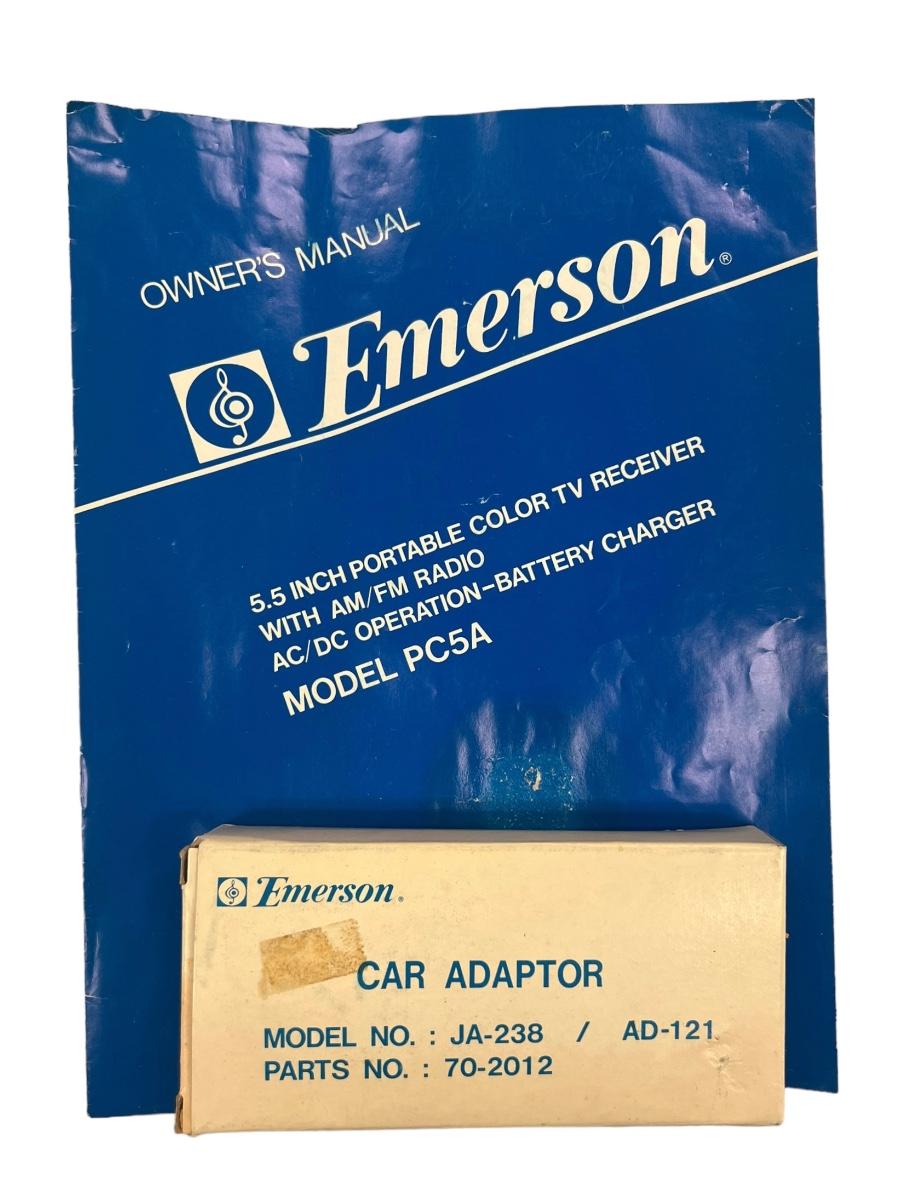 OWNER'S MANUAL
Emerson®
5.5 INCH PORTABLE COLOR TV RECEIVER
WITH AM/FM RADIO
AC/DC OPERATION–BATTERY CHARGER
MODEL PC5A
Emerson®
CAR ADAPTOR
MODEL NO. : JA-238 / AD-121
PARTS NO. : 70-2012